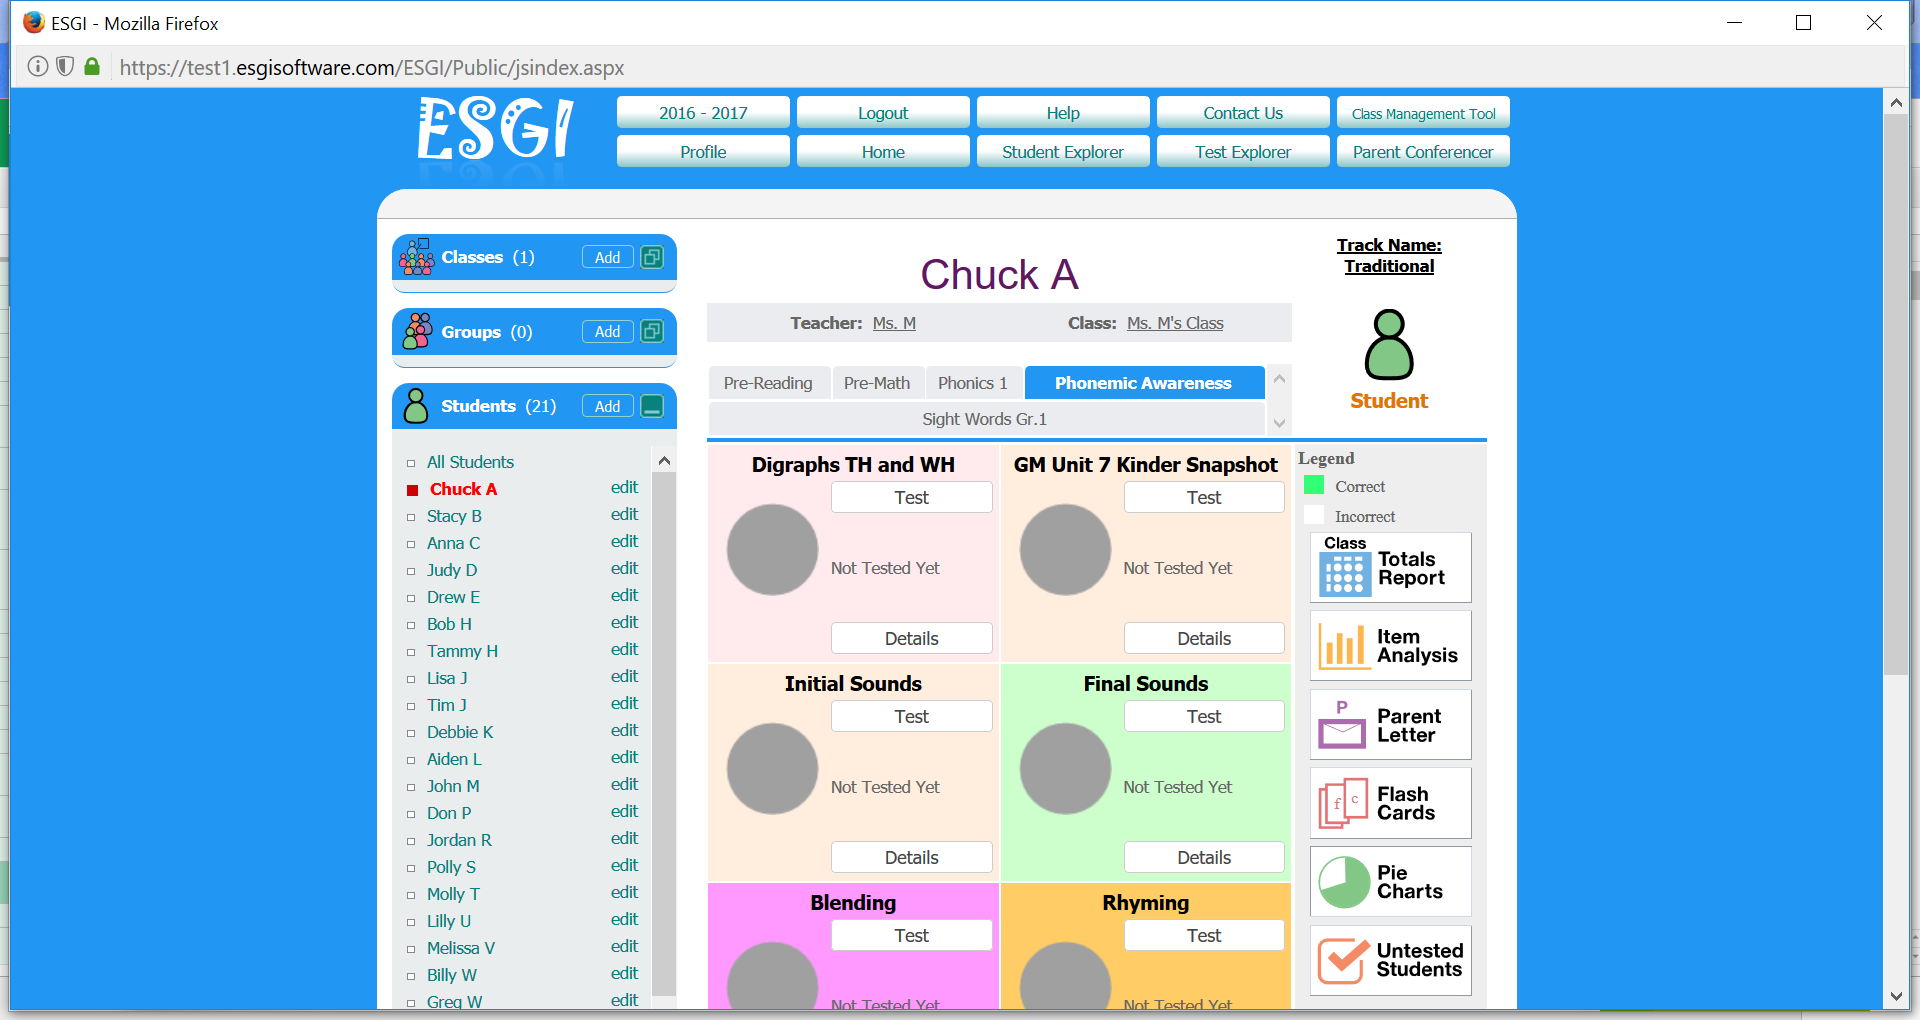 ESGI - Mozilla Firefox
https://test1.esgisoftware.com/ESGI/Public/jsindex.aspx
ESGI
2016 - 2017
Logout
Help
Contact Us
Class Management Tool
Profile
Home
Student Explorer
Test Explorer
Parent Conferencer
Classes (1)
Add
Groups (0)
Add
Students (21)
Add
All Students
Chuck A edit
Stacy B edit
Anna C edit
Judy D edit
Drew E edit
Bob H edit
Tammy H edit
Lisa J edit
Tim J edit
Debbie K edit
Aiden L edit
John M edit
Don P edit
Jordan R edit
Polly S edit
Molly T edit
Lilly U edit
Melissa V edit
Billy W edit
Greg W edit
Chuck A
Teacher: Ms. M
Class: Ms. M's Class
Track Name:
Traditional
Student
Pre-Reading
Pre-Math
Phonics 1
Phonemic Awareness
Sight Words Gr.1
Digraphs TH and WH
Test
Not Tested Yet
Details
GM Unit 7 Kinder Snapshot
Test
Not Tested Yet
Details
Initial Sounds
Test
Not Tested Yet
Details
Final Sounds
Test
Not Tested Yet
Details
Blending
Test
Not Tested Yet
Rhyming
Test
Not Tested Yet
Legend
Correct
Incorrect
Class
Totals
Report
Item
Analysis
P
Parent
Letter
f c
Flash
Cards
Pie
Charts
Untested
Students